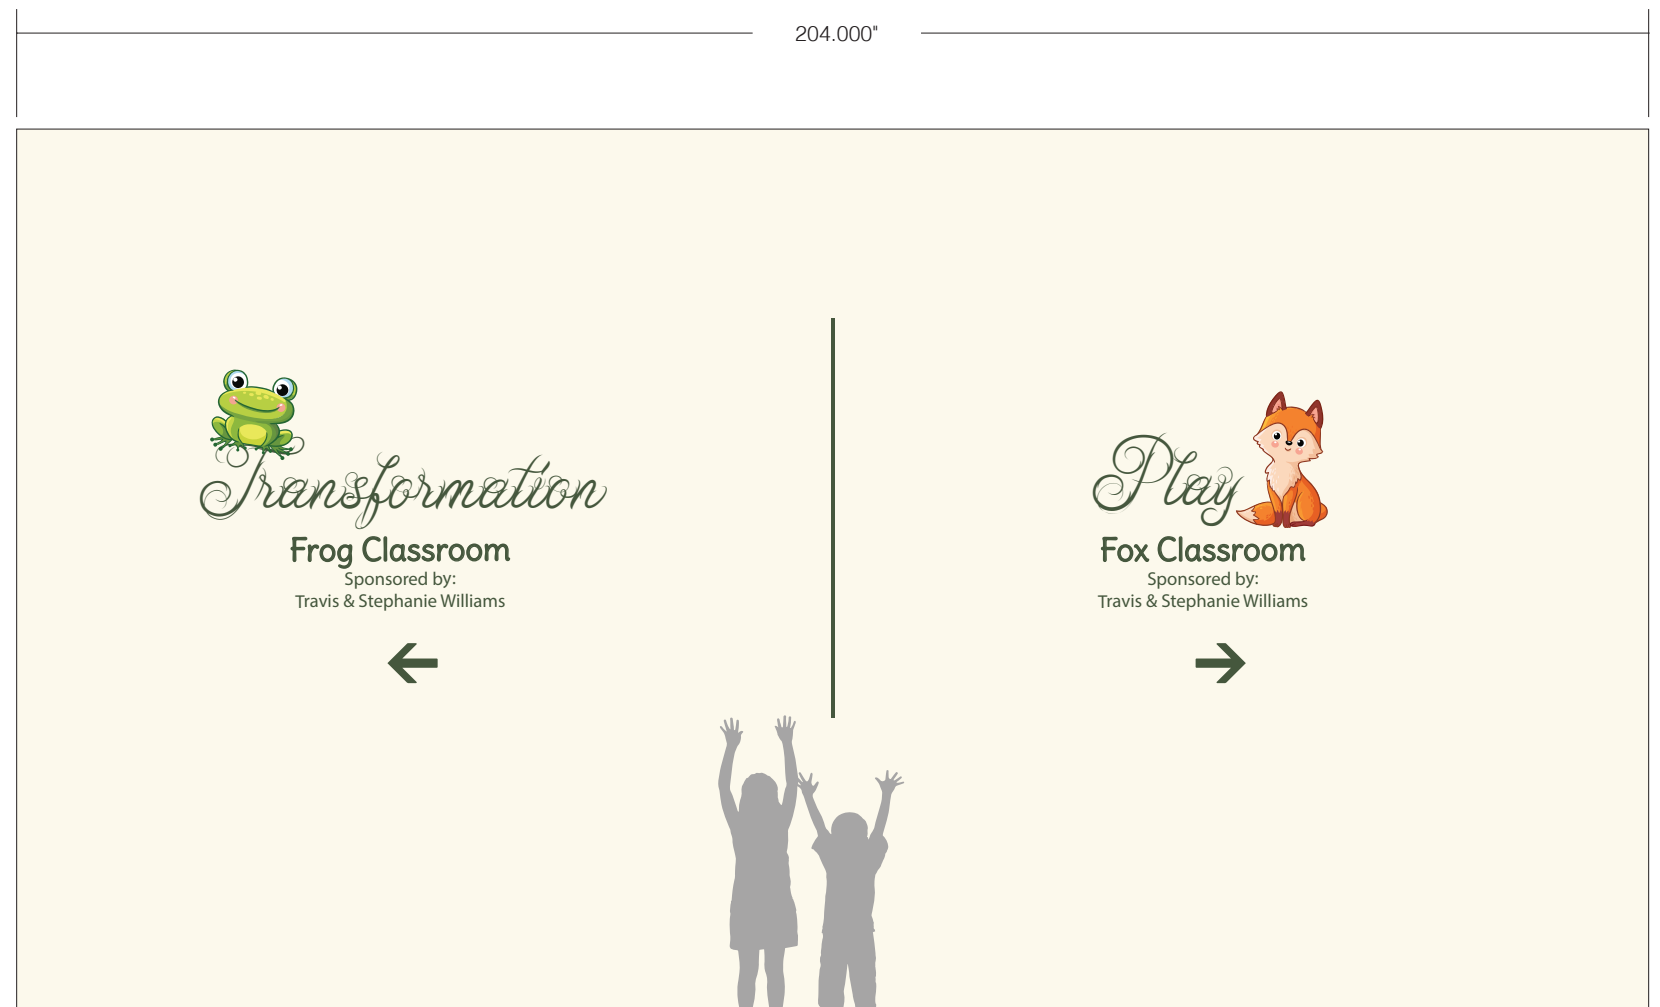 204.000"
Transformation
Frog Classroom
Sponsored by:
Travis & Stephanie Williams
Play
Fox Classroom
Sponsored by:
Travis & Stephanie Williams